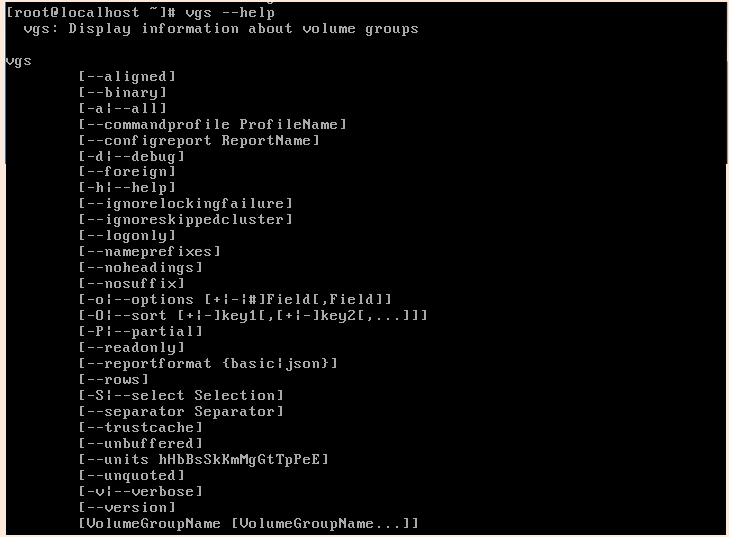 [root@localhost ~]# vgs --help
vgs: Display information about volume groups
vgs
[--aligned]
[--binary]
[-a|--all]
[--commandprofile ProfileName]
[--configreport ReportName]
[-d|--debug]
[--foreign]
[-h|--help]
[--ignorelockingfailure]
[--ignoreskippedcluster]
[--logonly]
[--nameprefixes]
[--noheadings]
[--nosuffix]
[-o|--options [+|-|#]Field[,Field]]
[-O|--sort [+|-]key1[,[+|-]key2[,...]]]
[-P|--partial]
[--readonly]
[--reportformat {basic|json}]
[--rows]
[-S|--select Selection]
[--separator Separator]
[--trustcache]
[--unbuffered]
[--units hHbBsSkKmMgGtTpPeE]
[--unquoted]
[-v|--verbose]
[--version]
[VolumeGroupName [VolumeGroupName...]]